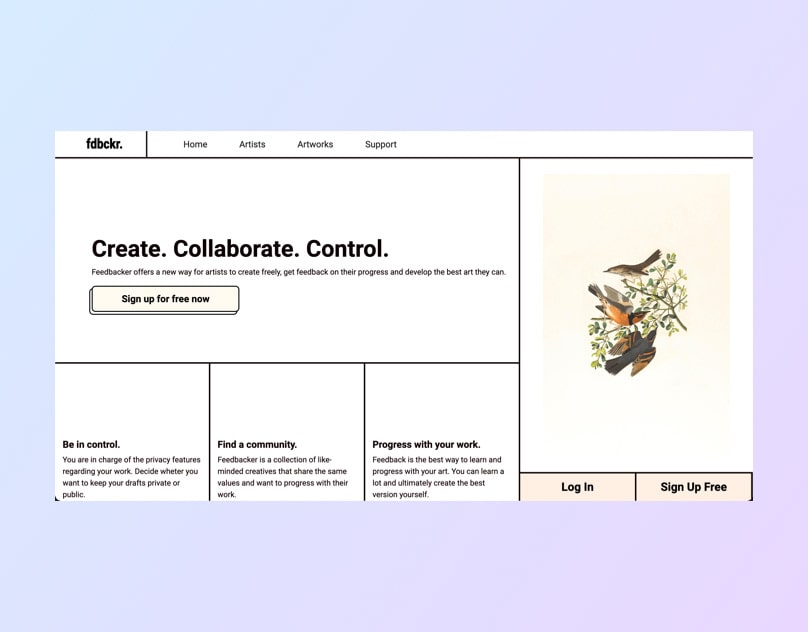 fdbckr.
Home
Artists
Artworks
Support
Create. Collaborate. Control.
Feedbacker offers a new way for artists to create freely, get feedback on their progress and develop the best art they can.
Sign up for free now
Be in control.
You are in charge of the privacy features
regarding your work. Decide wheter you
want to keep your drafts private or
public.
Find a community.
Feedbacker is a collection of like-
minded creatives that share the same
values and want to progress with their
work.
Progress with your work.
Feedback is the best way to learn and
progress with your art. You can learn a
lot and ultimately create the best
version yourself.
Log In
Sign Up Free